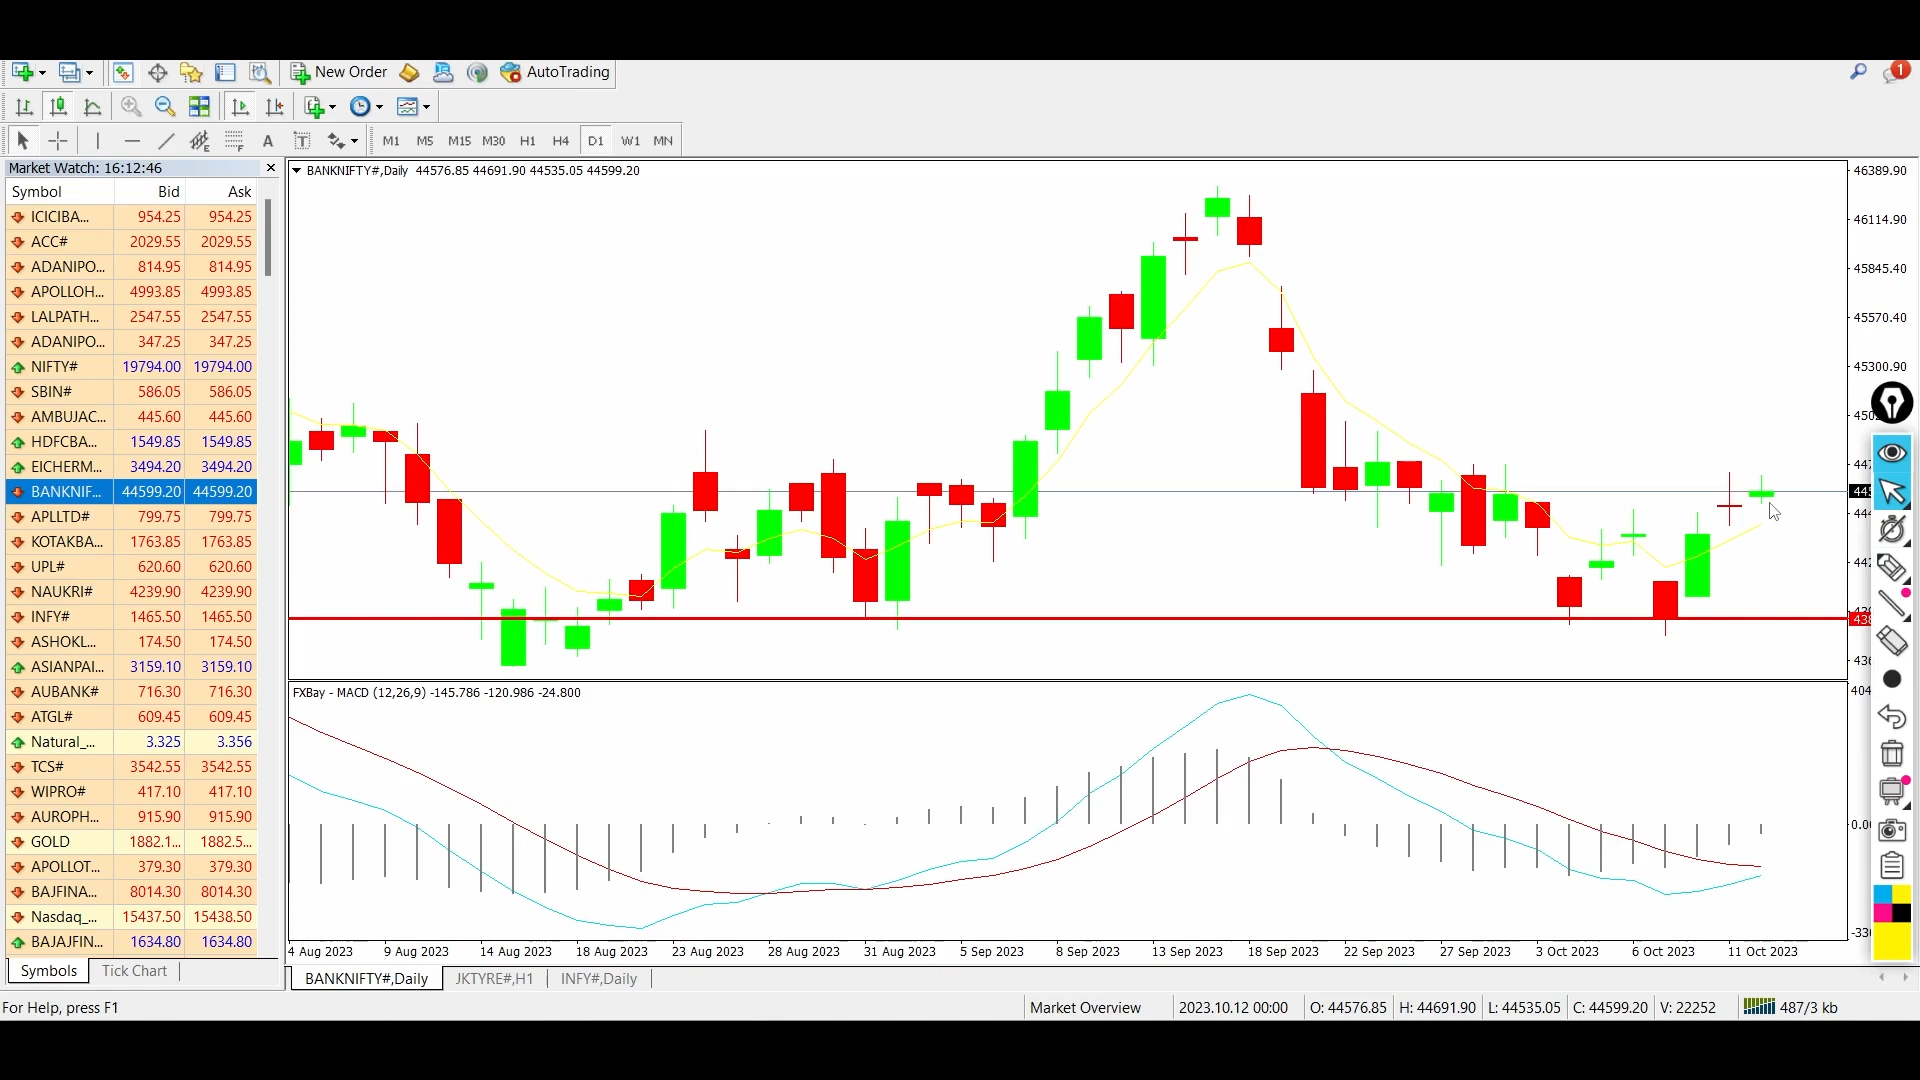 New Order AutoTrading 1
A T M1 M5 M15 M30 H1 H4 D1 W1 MN
Market Watch: 16:12:46
Symbol Bid Ask
ICICIBA... 954.25 954.25
ACC# 2029.55 2029.55
ADANIPO... 814.95 814.95
APOLLOH... 4993.85 4993.85
LALPATH... 2547.55 2547.55
ADANIPO... 347.25 347.25
NIFTY# 19794.00 19794.00
SBIN# 586.05 586.05
AMBUJAC... 445.60 445.60
HDFCBA... 1549.85 1549.85
EICHERM... 3494.20 3494.20
BANKNIF... 44599.20 44599.20
APLLTD# 799.75 799.75
KOTAKBA... 1763.85 1763.85
UPL# 620.60 620.60
NAUKRI# 4239.90 4239.90
INFY# 1465.50 1465.50
ASHOKL... 174.50 174.50
ASIANPAI... 3159.10 3159.10
AUBANK# 716.30 716.30
ATGL# 609.45 609.45
Natural_... 3.325 3.356
TCS# 3542.55 3542.55
WIPRO# 417.10 417.10
AUROPH... 915.90 915.90
GOLD 1882.1... 1882.5...
APOLLOT... 379.30 379.30
BAJFINA... 8014.30 8014.30
Nasdaq_... 15437.50 15438.50
BAJAJFIN... 1634.80 1634.80
Symbols Tick Chart
BANKNIFTY#,Daily 44576.85 44691.90 44535.05 44599.20
46389.90
46114.90
45845.40
45570.40
45300.90
FXBay - MACD (12,26,9) -145.786 -120.986 -24.800
404
0.0
-33
4 Aug 2023 9 Aug 2023 14 Aug 2023 18 Aug 2023 23 Aug 2023 28 Aug 2023 31 Aug 2023 5 Sep 2023 8 Sep 2023 13 Sep 2023 18 Sep 2023 22 Sep 2023 27 Sep 2023 3 Oct 2023 6 Oct 2023 11 Oct 2023
BANKNIFTY#,Daily JKTYRE#,H1 INFY#,Daily
For Help, press F1 Market Overview 2023.10.12 00:00 O: 44576.85 H: 44691.90 L: 44535.05 C: 44599.20 V: 22252 487/3 kb